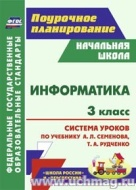 ФГОС
Поурочное планирование
НАЧАЛЬНАЯ
ШКОЛА
ФЕДЕРАЛЬНЫЕ ГОСУДАРСТВЕННЫЕ
ОБРАЗОВАТЕЛЬНЫЕ СТАНДАРТЫ
ИНФОРМАТИКА
3 класс
СИСТЕМА УРОКОВ
ПО УЧЕБНИКУ А. Л. СЕМЕНОВА,
Т. А. РУДЧЕНКО
"ШКОЛА РОССИИ"